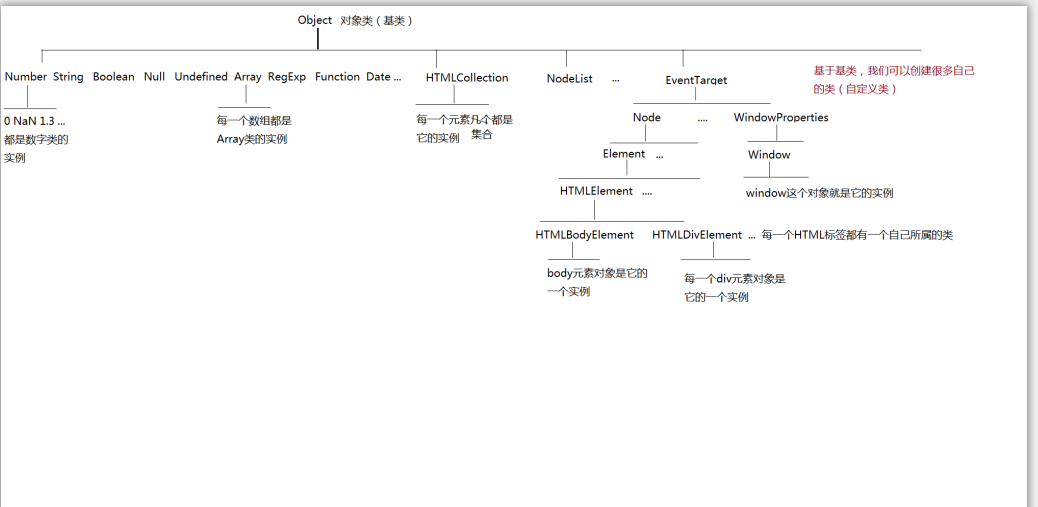 Object 对象类（基类）
Number String Boolean Null Undefined Array RegExp Function Date ... HTMLCollection NodeList ... EventTarget
基于基类，我们可以创建很多自己
的类（自定义类）
0 NaN 1.3 ...
都是数字类的
实例
每一个数组都是
Array类的实例
每一个元素集合都是
它的实例
集合
Node .... WindowProperties
Element ...
Window
HTMLElement ....
window这个对象就是它的实例
HTMLBodyElement HTMLDivElement ... 每一个HTML标签都有一个自己所属的类
body元素对象是它的
一个实例
每一个div元素对象是
它的一个实例